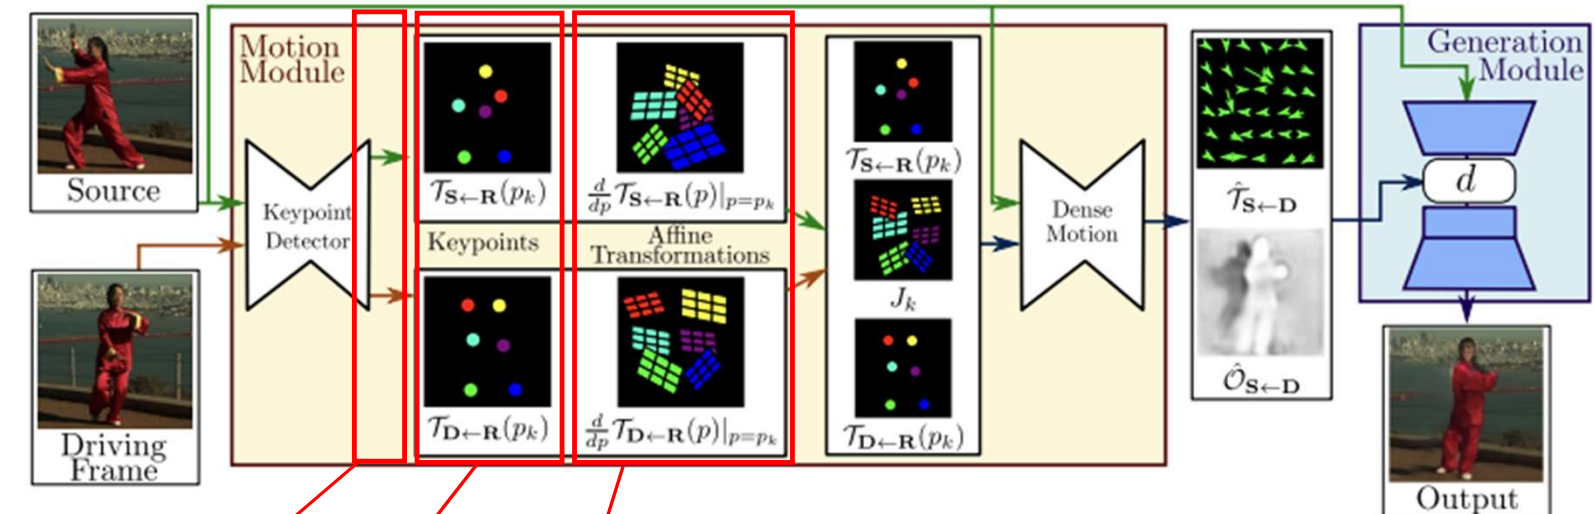 Source
Driving
Frame
Motion
Module
Keypoint
Detector
𝒯S←R(pk)
d/dp 𝒯S←R(p)|p=pk
Keypoints
Affine
Transformations
𝒯D←R(pk)
d/dp 𝒯D←R(p)|p=pk
𝒯S←R(pk)
Jk
𝒯D←R(pk)
Dense
Motion
𝒯̂S←D
𝒪̂S←D
Generation
Module
d
Output